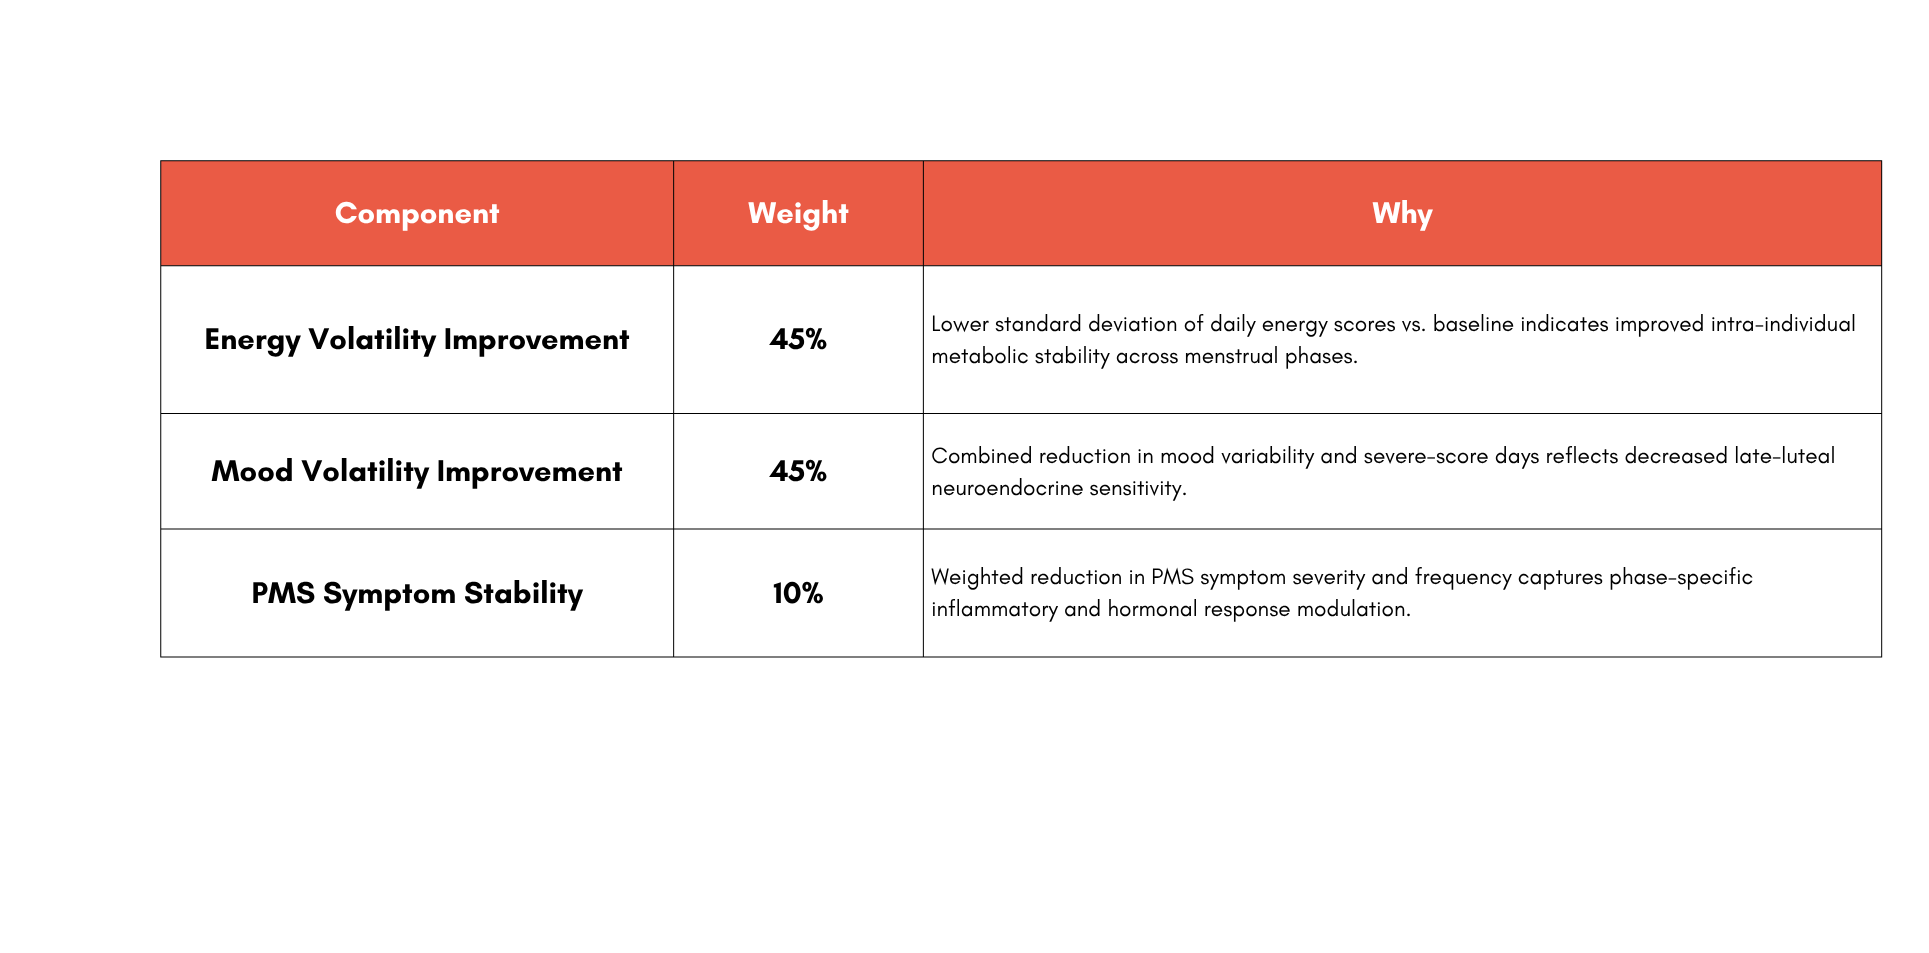 Component Weight Why
Energy Volatility Improvement 45% Lower standard deviation of daily energy scores vs. baseline indicates improved intra-individual
metabolic stability across menstrual phases.
Mood Volatility Improvement 45% Combined reduction in mood variability and severe-score days reflects decreased late-luteal
neuroendocrine sensitivity.
PMS Symptom Stability 10% Weighted reduction in PMS symptom severity and frequency captures phase-specific
inflammatory and hormonal response modulation.